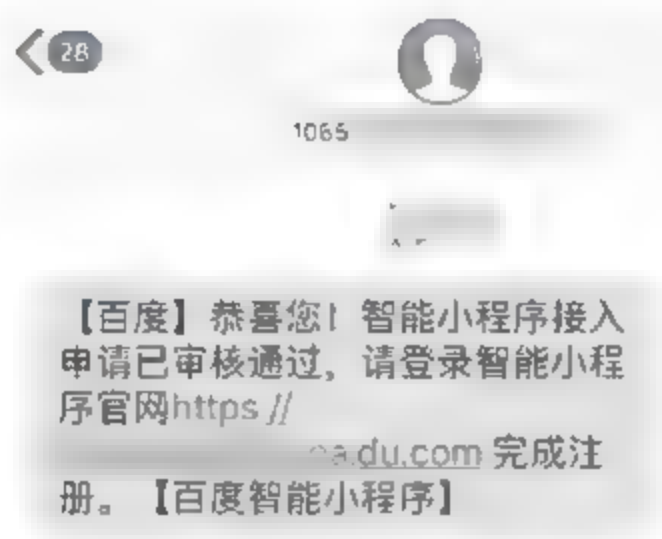 28
1065
【百度】恭喜您！智能小程序接入
申请已审核通过，请登录智能小程
序官网https://
du.com 完成注
册。【百度智能小程序】